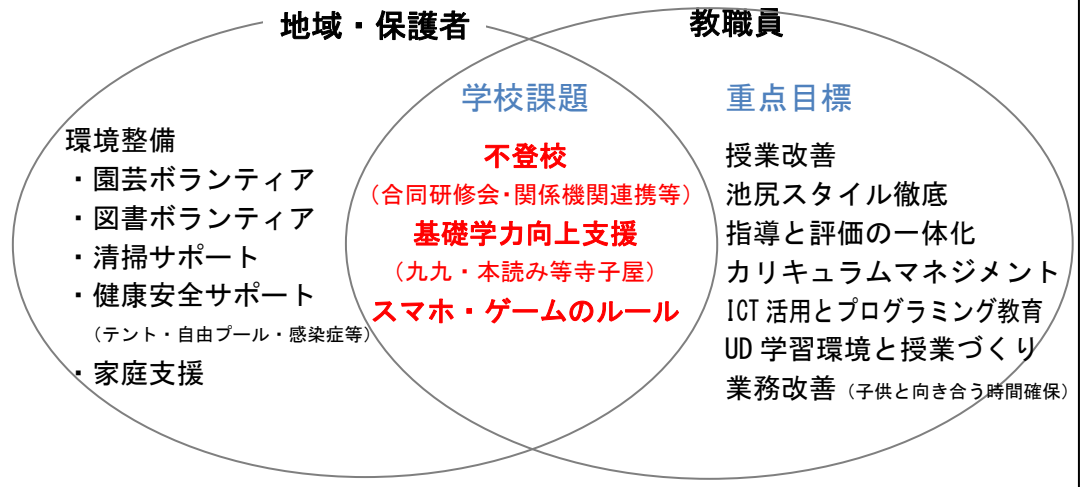 地域・保護者
環境整備
・園芸ボランティア
・図書ボランティア
・清掃サポート
・健康安全サポート
（テント・自由プール・感染症等）
・家庭支援
学校課題
不登校
（合同研修会・関係機関連携等）
基礎学力向上支援
（九九・本読み等寺子屋）
スマホ・ゲームのルール
教職員
重点目標
授業改善
池尻スタイル徹底
指導と評価の一体化
カリキュラムマネジメント
ICT活用とプログラミング教育
UD学習環境と授業づくり
業務改善（子供と向き合う時間確保）